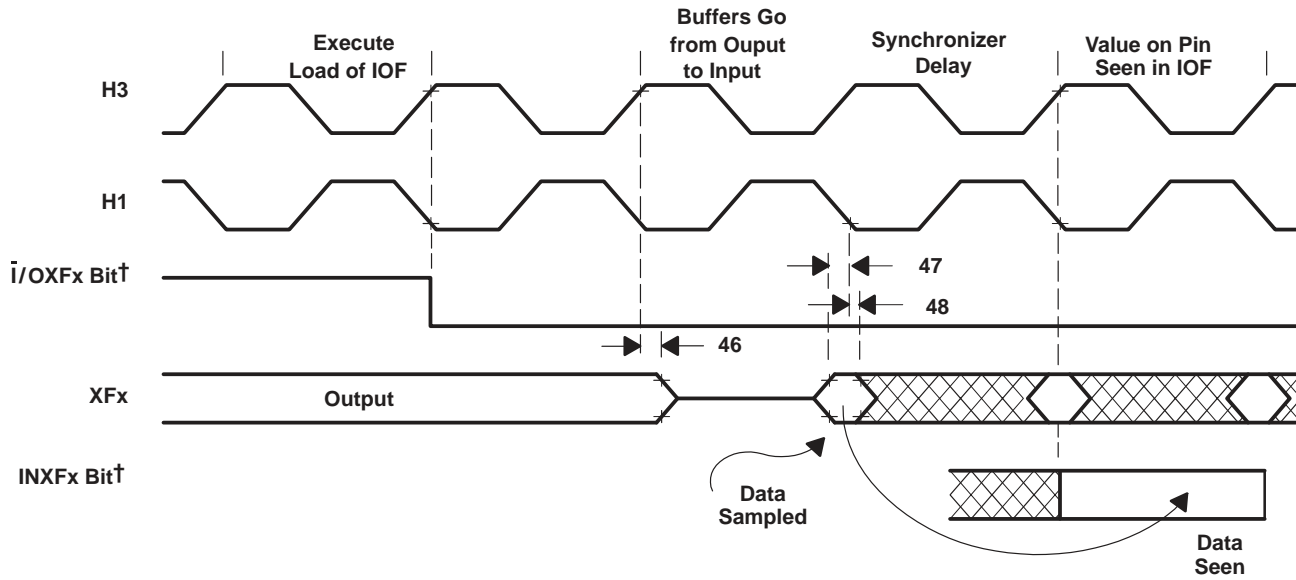 Execute
Load of IOF
Buffers Go
from Ouput
to Input
Synchronizer
Delay
Value on Pin
Seen in IOF
H3
H1
Ī/OXFx Bit†
47
48
46
XFx
Output
INXFx Bit†
Data
Sampled
Data
Seen